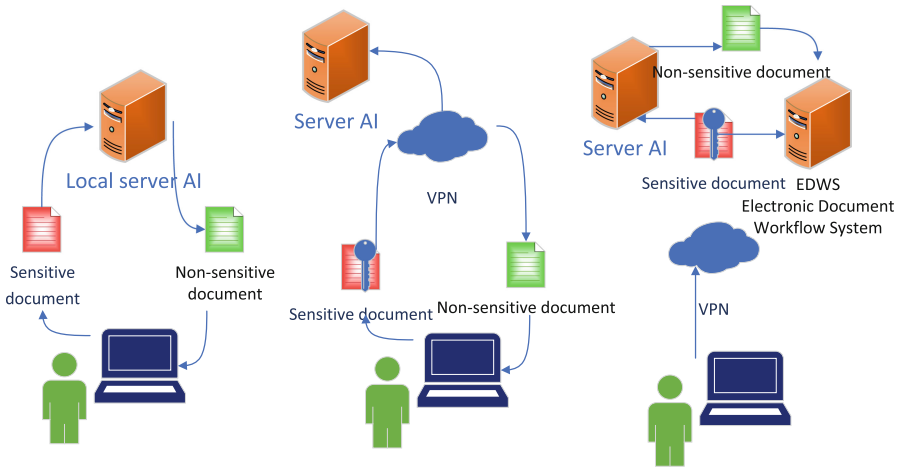 Local server AI
Sensitive
document
Non-sensitive
document
Server AI
VPN
Sensitive document
Non-sensitive document
Non-sensitive document
Server AI
Sensitive document
EDWS
Electronic Document
Workflow System
VPN